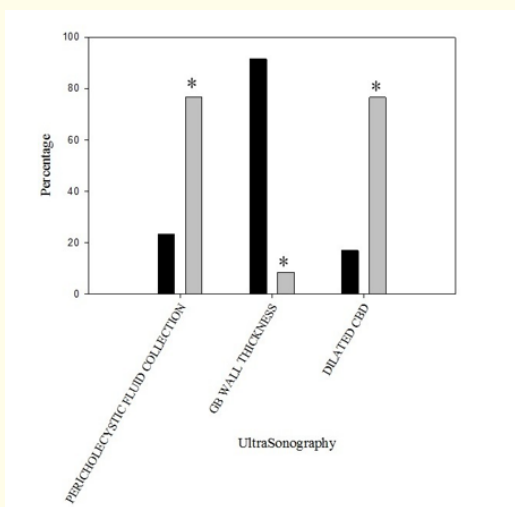 100
80
60
40
20
0
Percentage
*
*
*
PERICHOLECYSTIC FLUID COLLECTION
GB WALL THICKNESS
DILATED CBD
UltraSonography